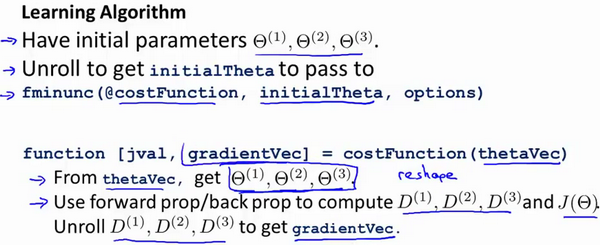 Learning Algorithm
→ Have initial parameters Θ⁽¹⁾, Θ⁽²⁾, Θ⁽³⁾.
→ Unroll to get initialTheta to pass to
→ fminunc(@costFunction, initialTheta, options)
function [jval, gradientVec] = costFunction(thetaVec)
→ From thetaVec, get Θ⁽¹⁾, Θ⁽²⁾, Θ⁽³⁾. reshape
→ Use forward prop/back prop to compute D⁽¹⁾, D⁽²⁾, D⁽³⁾ and J(Θ).
Unroll D⁽¹⁾, D⁽²⁾, D⁽³⁾ to get gradientVec.